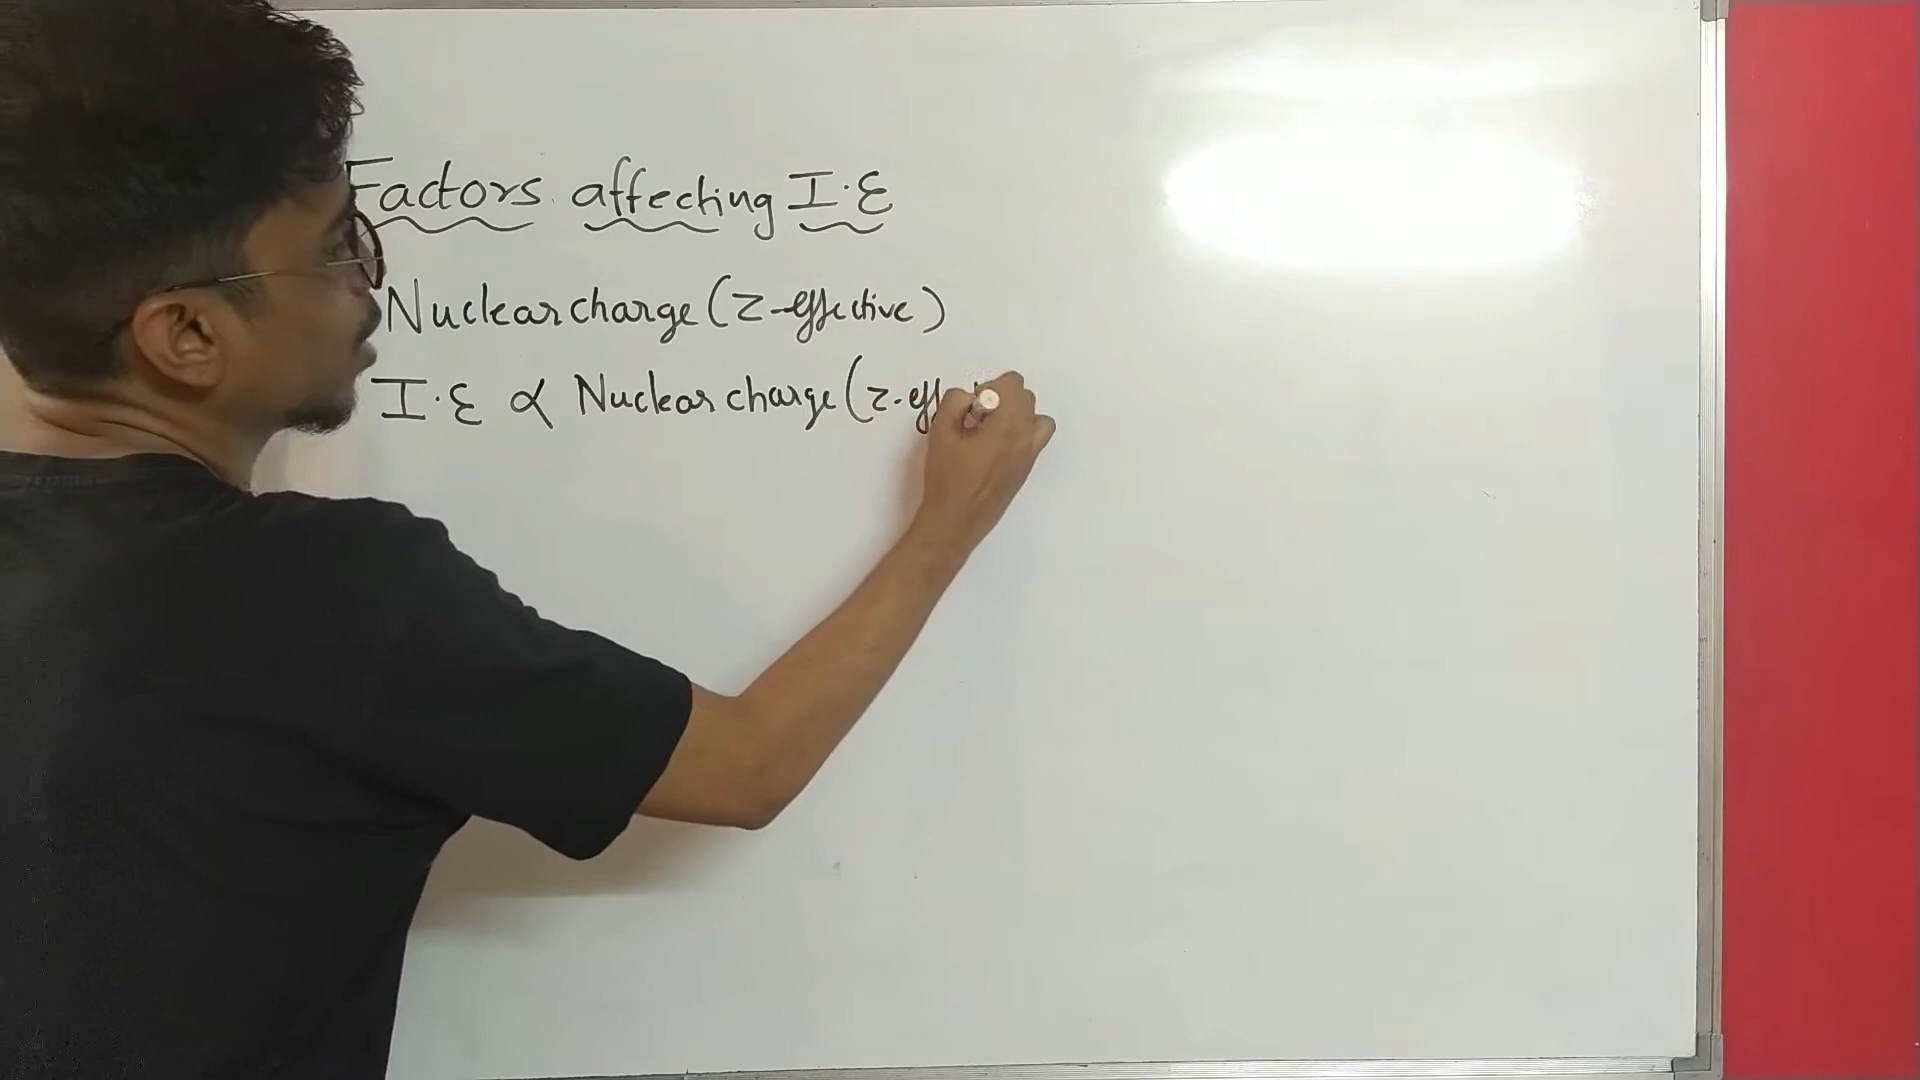 Factors affecting I.E
Nuclear charge (Z-effective)
I.E ∝ Nuclear charge (z.eff